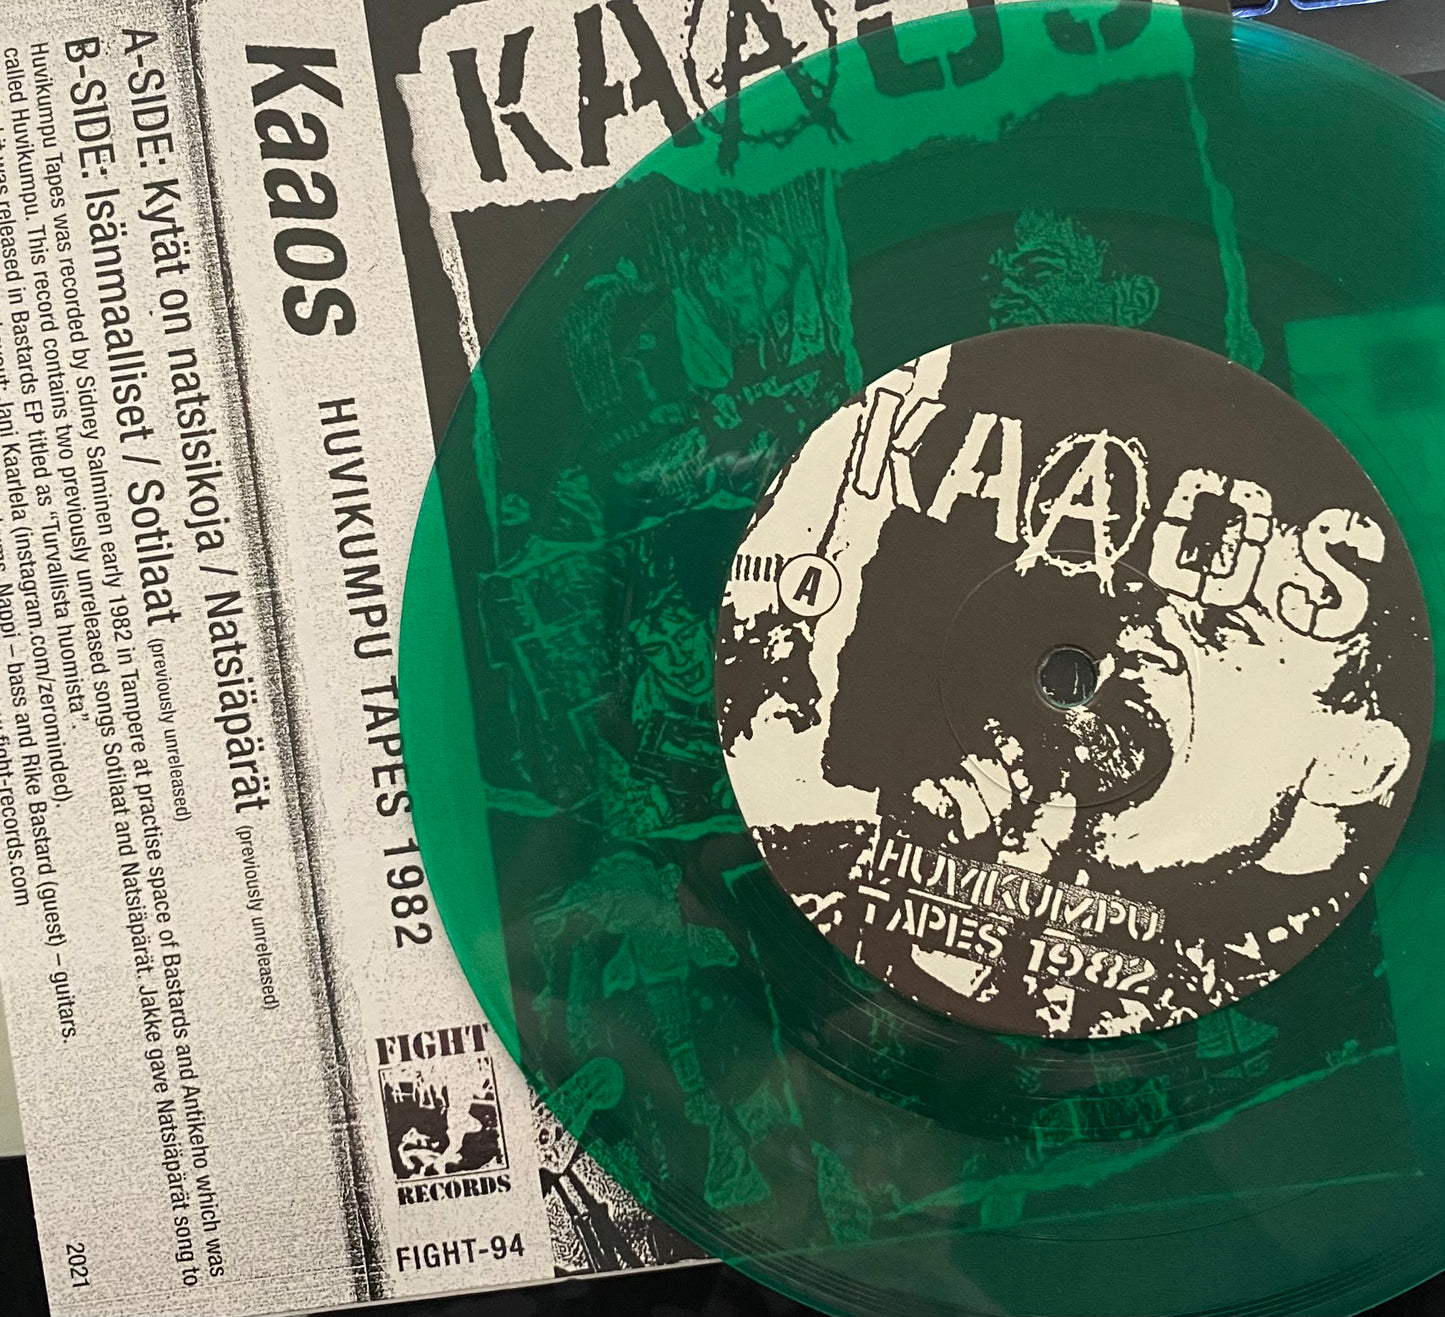 KAAOS
Kaaos HUVIKUMPU TAPES 1982
FIGHT
RECORDS
FIGHT-94
A-SIDE: Kytät on natsisikoja / Natsiäpärät (previously unreleased)
B-SIDE: Isänmaalliset / Sotilaat (previously unreleased)
Huvikumpu Tapes was recorded by Sidney Salminen early 1982 in Tampere at practise space of Bastards and Antikeho which was
called Huvikumpu. This record contains two previously unreleased songs Sotilaat and Natsiäpärät. Jakke gave Natsiäpärät song to
it was released in Bastards EP titled as "Turvallista huomista".
Jani Kaarlela (instagram.com/zerominded).
Nappi – bass and Rike Bastard (guest) – guitars.
fight-records.com
2021
KAAOS
A
HUVIKUMPU
TAPES 1982